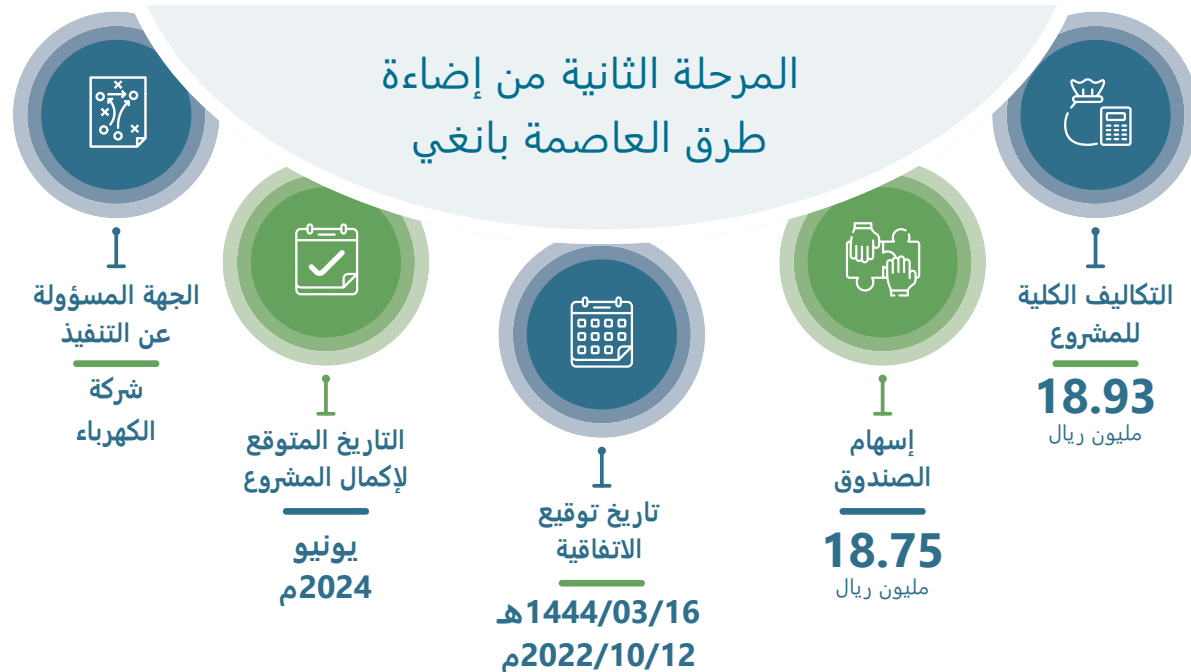 المرحلة الثانية من إضاءة
طرق العاصمة بانغي
التكاليف الكلية
للمشروع
18.93
مليون ريال
إسهام
الصندوق
18.75
مليون ريال
تاريخ توقيع
الاتفاقية
1444/03/16هـ
2022/10/12م
التاريخ المتوقع
لإكمال المشروع
يونيو
2024م
الجهة المسؤولة
عن التنفيذ
شركة
الكهرباء